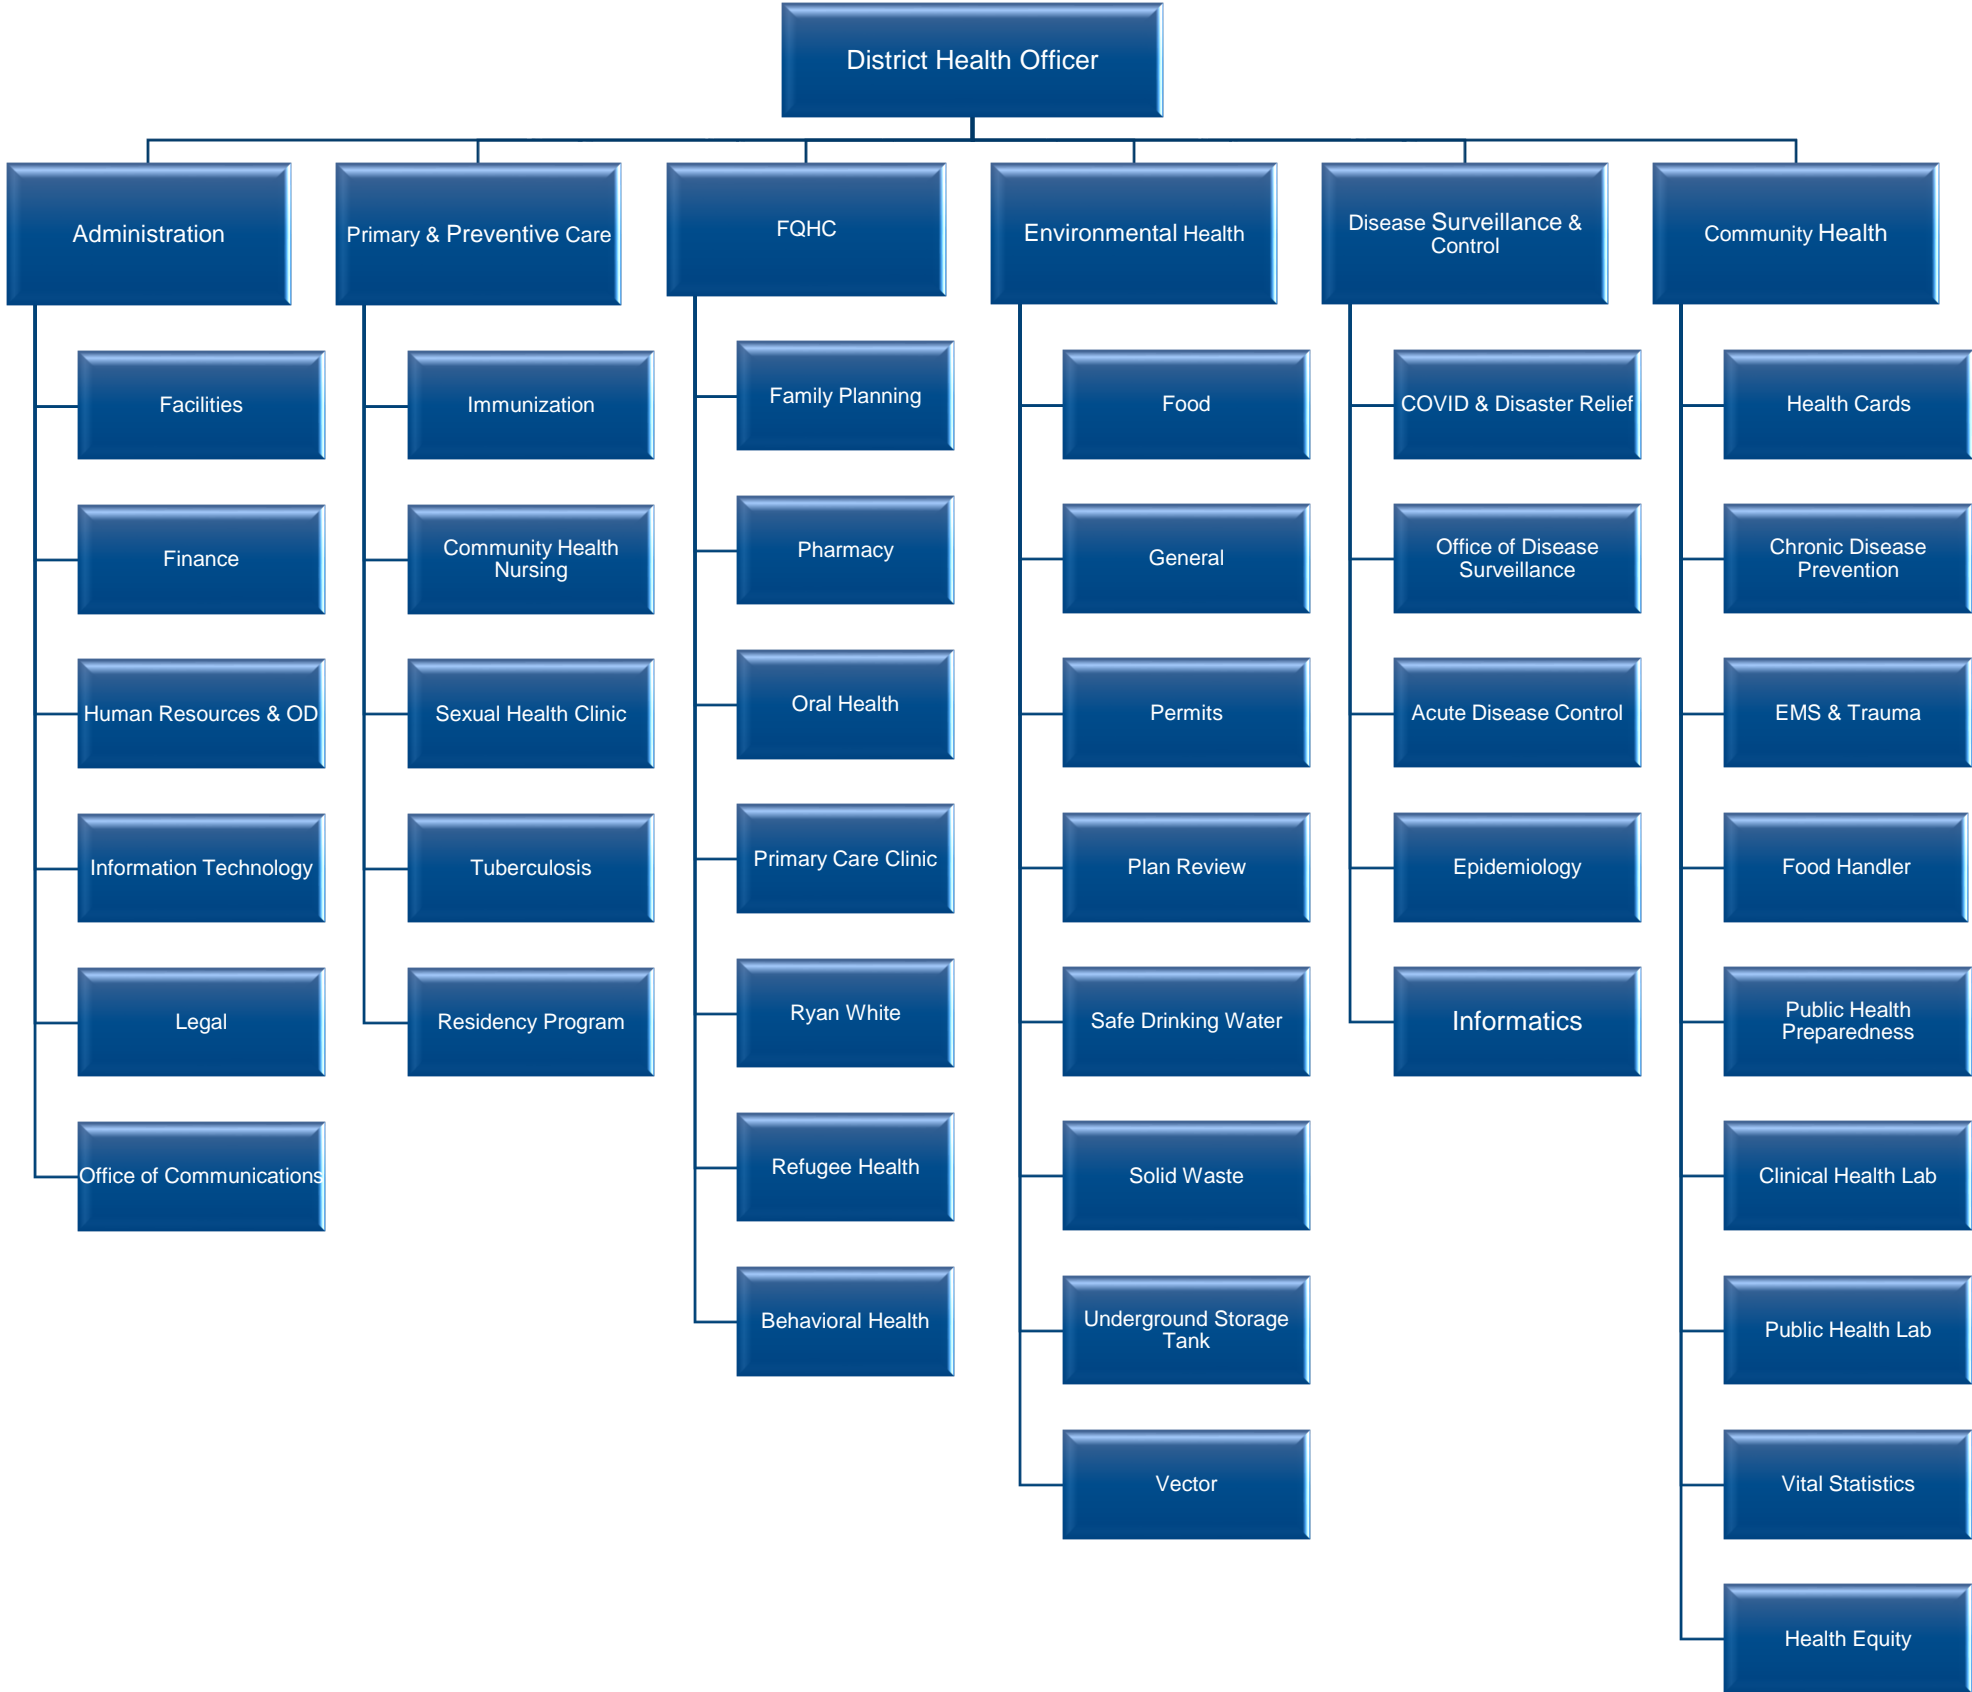 District Health Officer
Administration
Primary & Preventive Care
FQHC
Environmental Health
Disease Surveillance &
Control
Community Health
Facilities
Finance
Human Resources & OD
Information Technology
Legal
Office of Communications
Immunization
Community Health
Nursing
Sexual Health Clinic
Tuberculosis
Residency Program
Family Planning
Pharmacy
Oral Health
Primary Care Clinic
Ryan White
Refugee Health
Behavioral Health
Food
General
Permits
Plan Review
Safe Drinking Water
Solid Waste
Underground Storage
Tank
Vector
COVID & Disaster Relief
Office of Disease
Surveillance
Acute Disease Control
Epidemiology
Informatics
Health Cards
Chronic Disease
Prevention
EMS & Trauma
Food Handler
Public Health
Preparedness
Clinical Health Lab
Public Health Lab
Vital Statistics
Health Equity